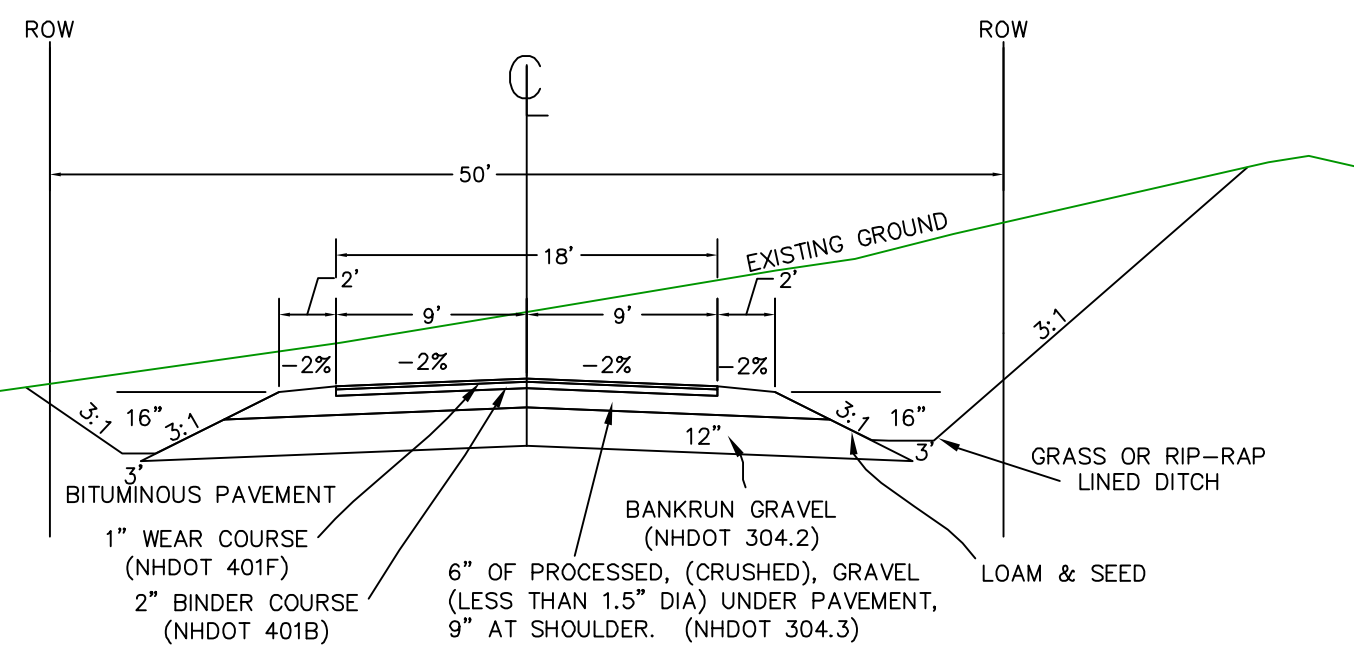 ROW
ROW
CL
50'
EXISTING GROUND
18'
2'
2'
9'
9'
3:1
-2%
-2%
-2%
-2%
3:1
16"
3:1
3:1
16"
12"
3'
3'
GRASS OR RIP-RAP
LINED DITCH
BITUMINOUS PAVEMENT
1" WEAR COURSE
(NHDOT 401F)
2" BINDER COURSE
(NHDOT 401B)
BANKRUN GRAVEL
(NHDOT 304.2)
6" OF PROCESSED, (CRUSHED), GRAVEL
(LESS THAN 1.5" DIA) UNDER PAVEMENT,
9" AT SHOULDER. (NHDOT 304.3)
LOAM & SEED